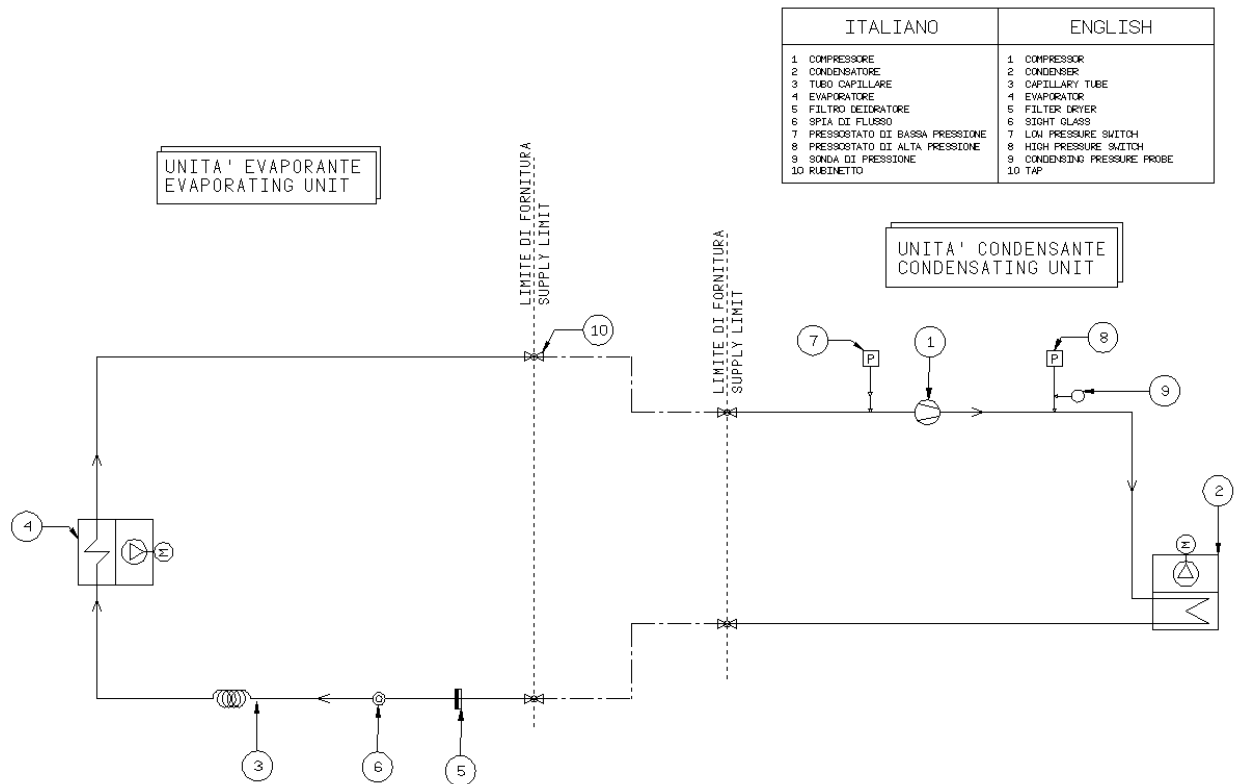 ITALIANO
1 COMPRESSORE
2 CONDENSATORE
3 TUBO CAPILLARE
4 EVAPORATORE
5 FILTRO DEIDRATORE
6 SPIA DI FLUSSO
7 PRESSOSTATO DI BASSA PRESSIONE
8 PRESSOSTATO DI ALTA PRESSIONE
9 SONDA DI PRESSIONE
10 RUBINETTO
ENGLISH
1 COMPRESSOR
2 CONDENSER
3 CAPILLARY TUBE
4 EVAPORATOR
5 FILTER DRYER
6 SIGHT GLASS
7 LOW PRESSURE SWITCH
8 HIGH PRESSURE SWITCH
9 CONDENSING PRESSURE PROBE
10 TAP
UNITA' EVAPORANTE
EVAPORATING UNIT
LIMITE DI FORNITURA
SUPPLY LIMIT
LIMITE DI FORNITURA
SUPPLY LIMIT
UNITA' CONDENSANTE
CONDENSATING UNIT
10
7
1
8
P
P
9
2
4
M
M
3
6
5